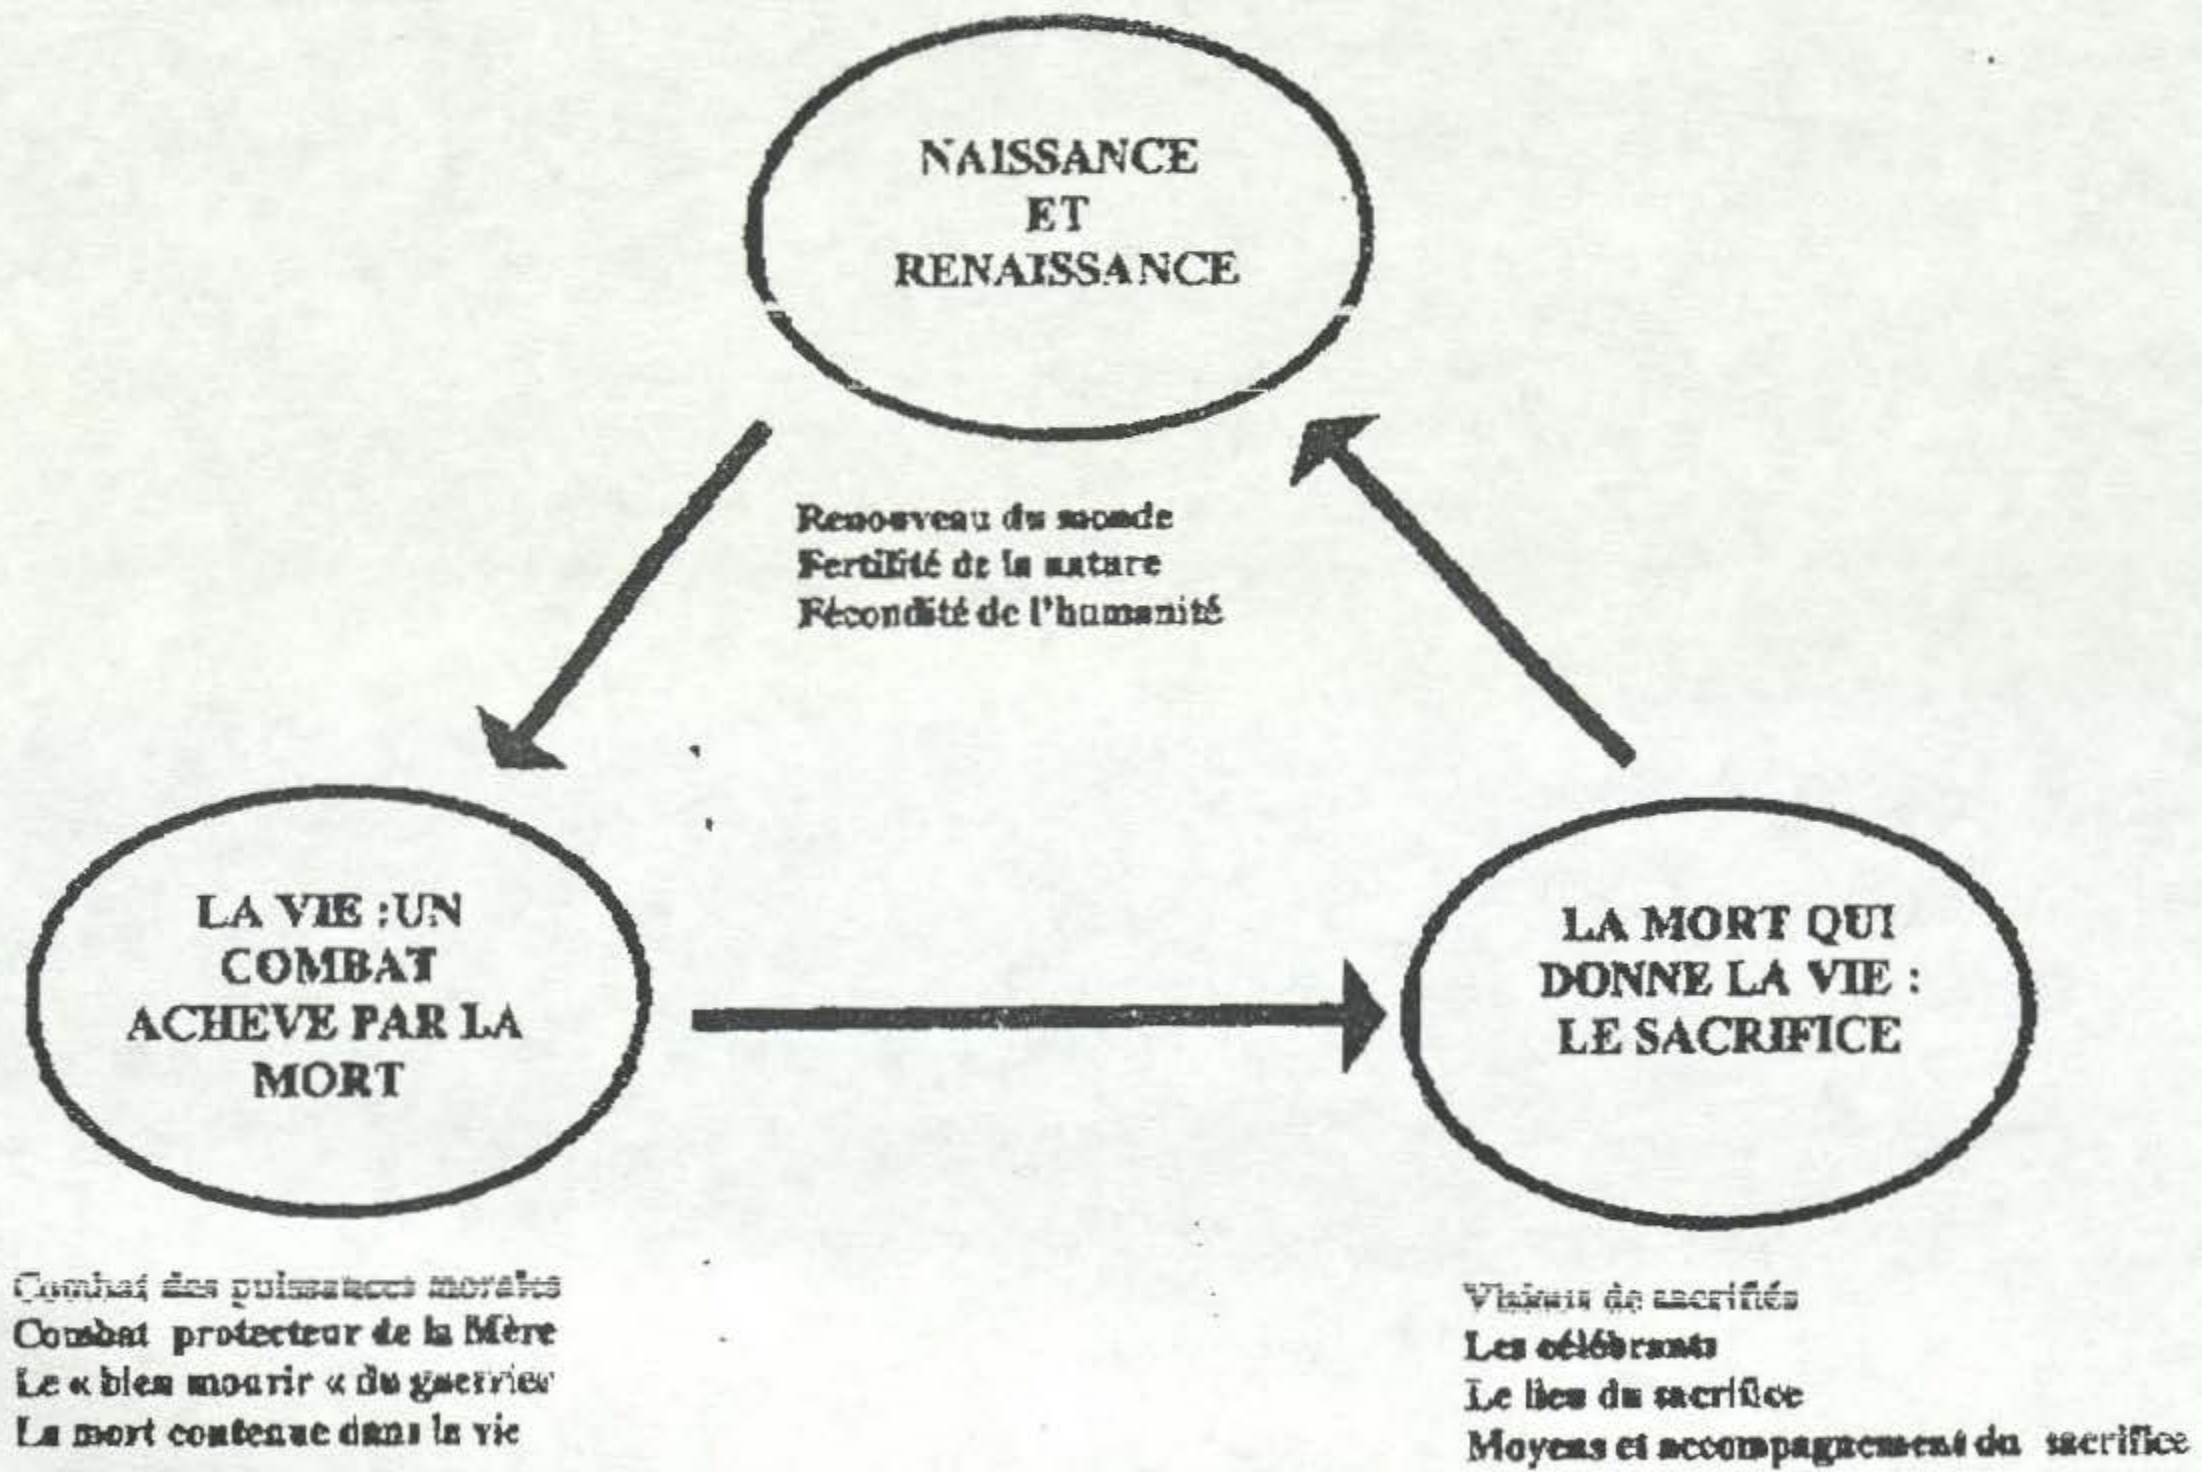 NAISSANCE
ET
RENAISSANCE
Renouveau du monde
Fertilité de la nature
Fécondité de l'humanité
LA VIE :UN
COMBAT
ACHEVE PAR LA
MORT
LA MORT QUI
DONNE LA VIE :
LE SACRIFICE
Combat des puissances morales
Combat protecteur de la Mère
Le « bien mourir « du guerrier
La mort contenue dans la vie
Visions de sacrifiés
Les célébrants
Le lieu du sacrifice
Moyens et accompagnement du sacrifice